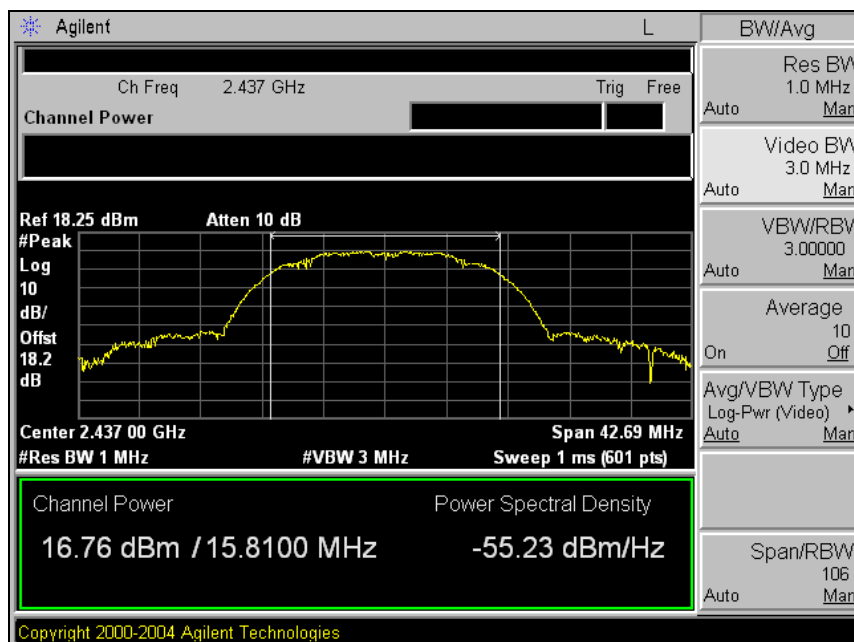 Agilent L BW/Avg
Ch Freq 2.437 GHz Trig Free
Channel Power
Ref 18.25 dBm Atten 10 dB
#Peak
Log
10
dB/
Offst
18.2
dB
Center 2.437 00 GHz Span 42.69 MHz
#Res BW 1 MHz #VBW 3 MHz Sweep 1 ms (601 pts)
Channel Power Power Spectral Density
16.76 dBm / 15.8100 MHz -55.23 dBm/Hz
Copyright 2000-2004 Agilent Technologies
Res BW
1.0 MHz
Auto Man
Video BW
3.0 MHz
Auto Man
VBW/RBW
3.00000
Auto Man
Average
10
On Off
Avg/VBW Type
Log-Pwr (Video)
Auto Man
Span/RBW
106
Auto Man